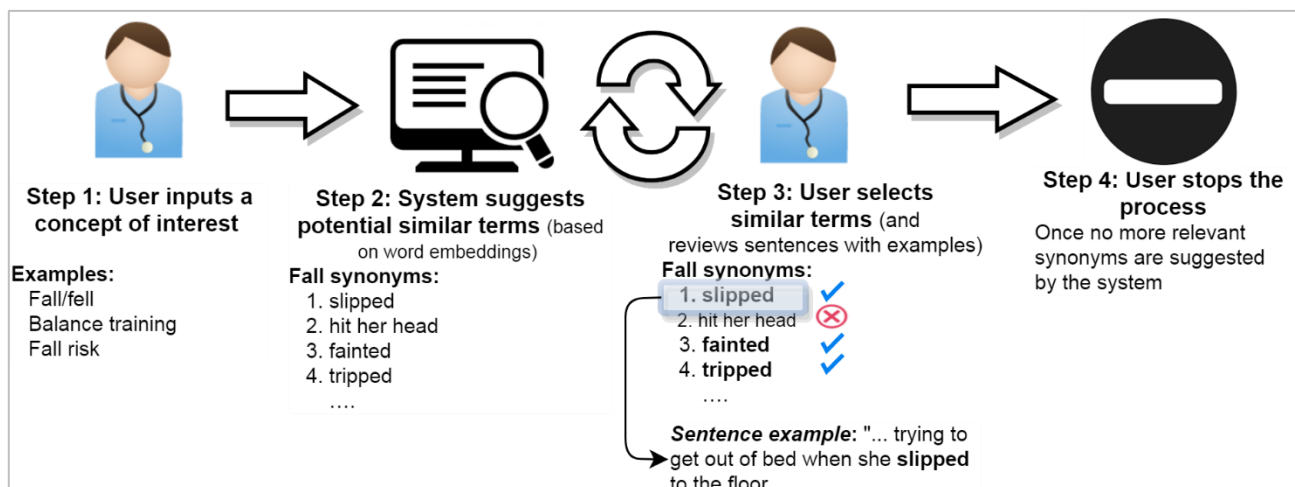 Step 1: User inputs a
concept of interest
Examples:
Fall/fell
Balance training
Fall risk
Step 2: System suggests
potential similar terms (based
on word embeddings)
Fall synonyms:
1. slipped
2. hit her head
3. fainted
4. tripped
....
Step 3: User selects
similar terms (and
reviews sentences with examples)
Fall synonyms:
1. slipped
2. hit her head
3. fainted
4. tripped
....
Sentence example: "... trying to
get out of bed when she slipped
to the floor
Step 4: User stops the
process
Once no more relevant
synonyms are suggested
by the system